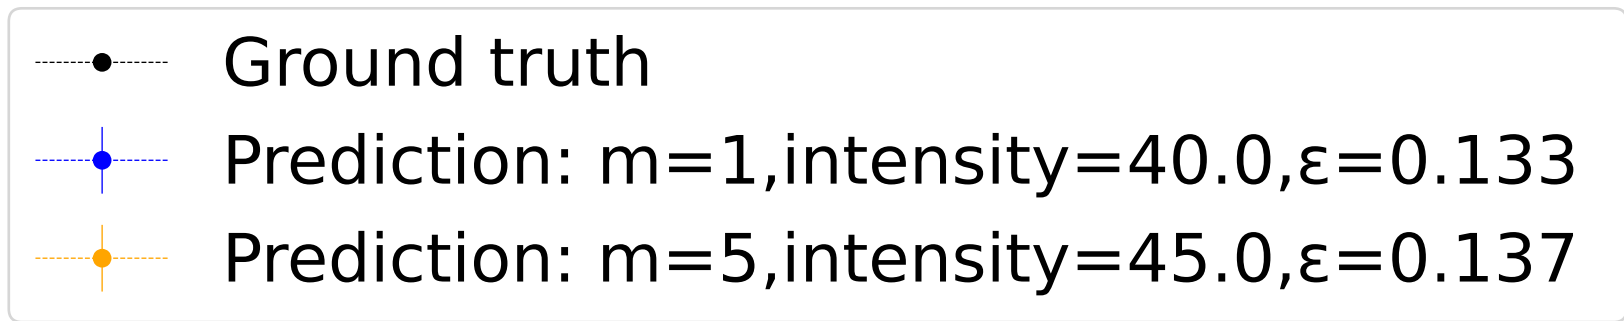 Ground truth
Prediction: m=1,intensity=40.0,ε=0.133
Prediction: m=5,intensity=45.0,ε=0.137